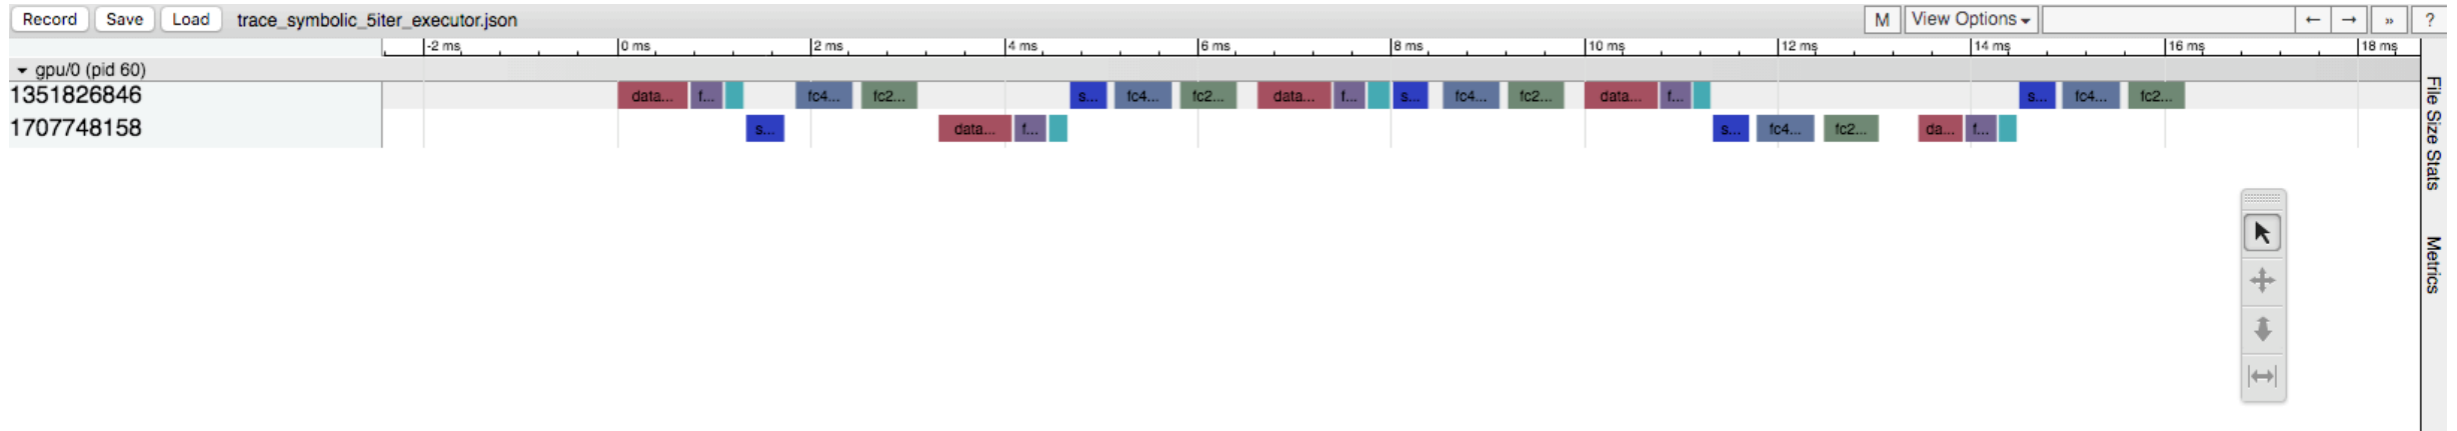 Record Save Load trace_symbolic_5iter_executor.json M View Options ← → » ?
-2 ms 0 ms 2 ms 4 ms 6 ms 8 ms 10 ms 12 ms 14 ms 16 ms 18 ms
gpu/0 (pid 60)
1351826846 data... f... fc4... fc2... s... fc4... fc2... data... f... s... fc4... fc2... data... f... s... fc4... fc2...
1707748158 s... data... f... s... fc4... fc2... da... f...
File Size Stats
Metrics